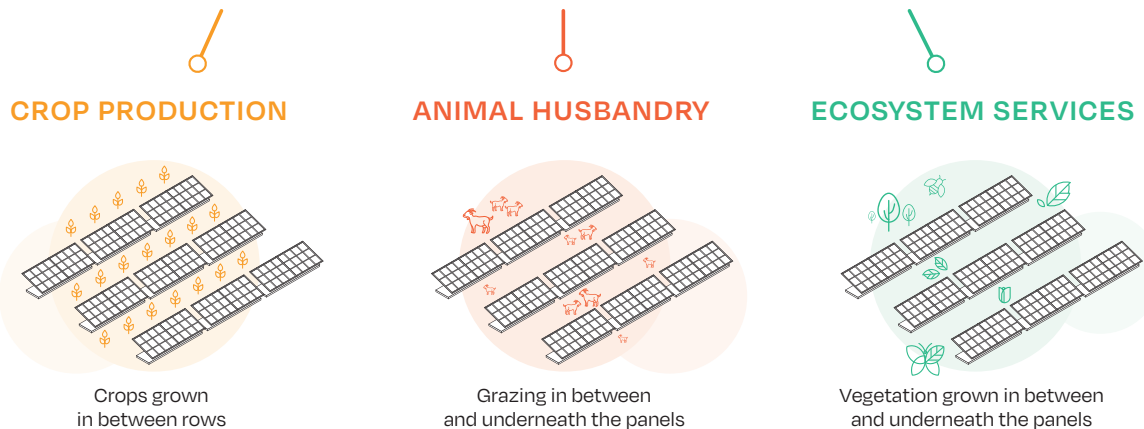 CROP PRODUCTION
Crops grown
in between rows
ANIMAL HUSBANDRY
Grazing in between
and underneath the panels
ECOSYSTEM SERVICES
Vegetation grown in between
and underneath the panels